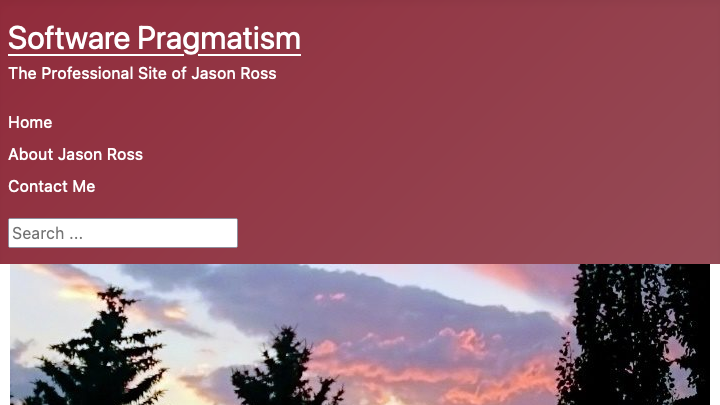 Software Pragmatism
The Professional Site of Jason Ross
Home
About Jason Ross
Contact Me
Search ...